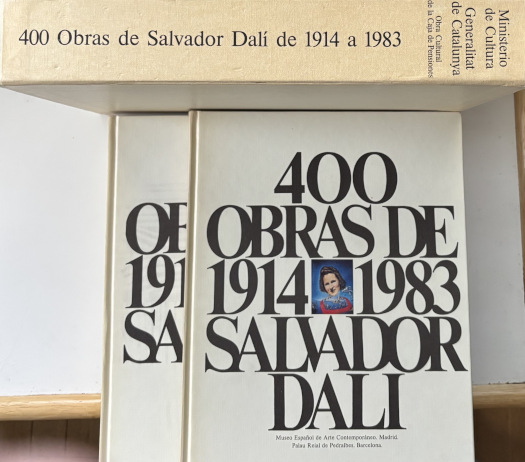 400 Obras de Salvador Dalí de 1914 a 1983
Ministerio
de Cultura
Generalitat
de Catalunya
Obra Cultural
de la Caja de Pensiones
OB
191
SA
400
OBRAS DE
1914 1983
SALVADOR
DALI
Museo Español de Arte Contemporáneo. Madrid.
Palau Reial de Pedralbes. Barcelona.